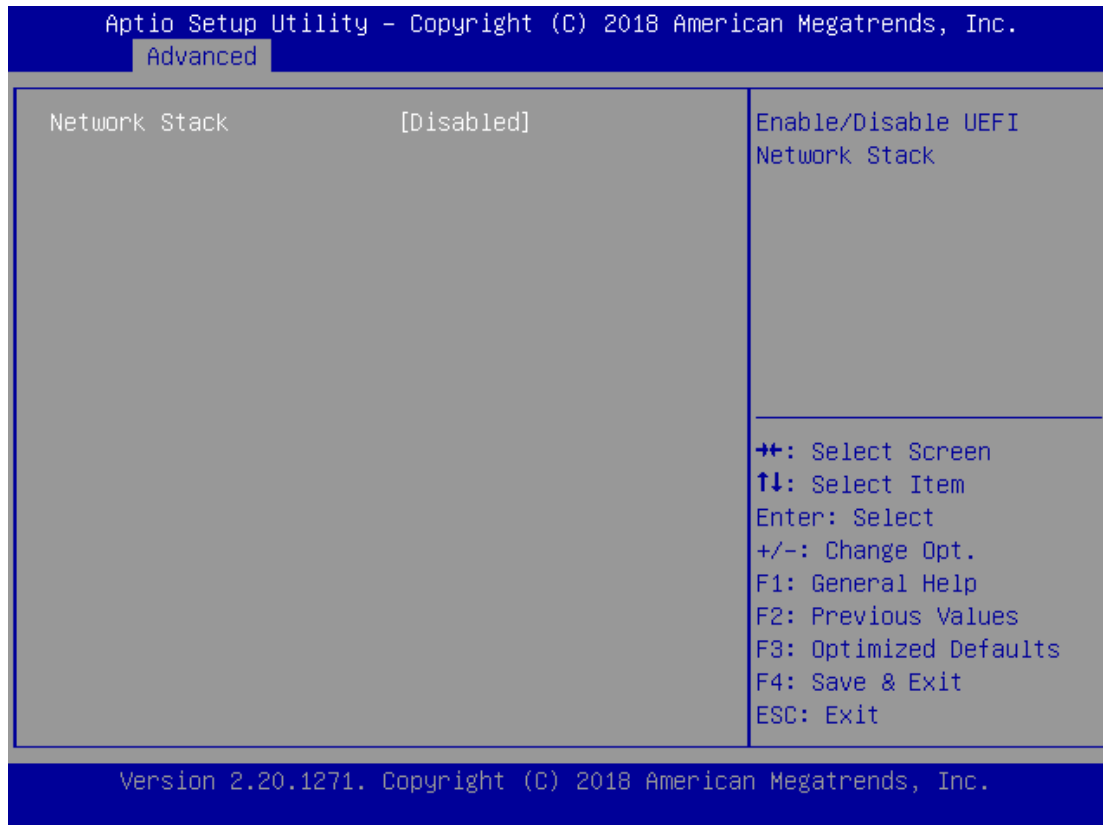 Aptio Setup Utility – Copyright (C) 2018 American Megatrends, Inc.
Advanced
Network Stack [Disabled]
Enable/Disable UEFI
Network Stack
→←: Select Screen
↑↓: Select Item
Enter: Select
+/-: Change Opt.
F1: General Help
F2: Previous Values
F3: Optimized Defaults
F4: Save & Exit
ESC: Exit
Version 2.20.1271. Copyright (C) 2018 American Megatrends, Inc.